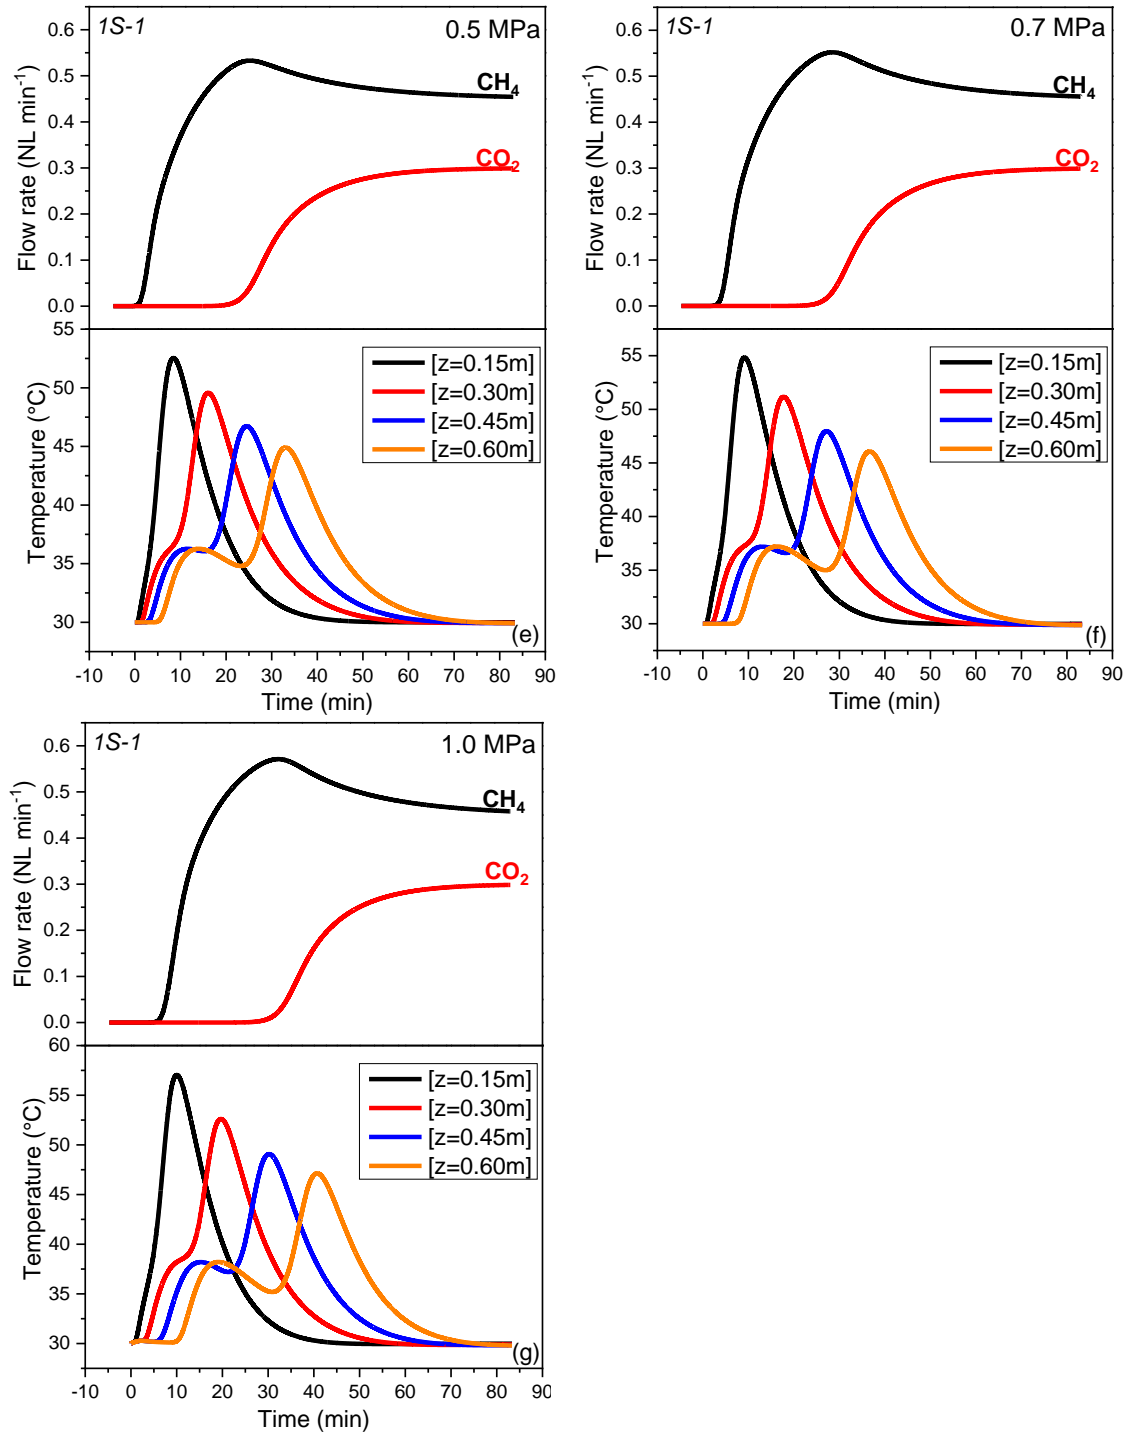 1S-1
0.5 MPa
0.6
0.5
0.4
0.3
0.2
0.1
0.0
Flow rate (NL min⁻¹)
CH₄
CO₂
55
50
45
40
35
30
Temperature (°C)
[z=0.15m]
[z=0.30m]
[z=0.45m]
[z=0.60m]
(e)
-10 0 10 20 30 40 50 60 70 80 90
Time (min)
1S-1
0.7 MPa
0.6
0.5
0.4
0.3
0.2
0.1
0.0
Flow rate (NL min⁻¹)
CH₄
CO₂
55
50
45
40
35
30
Temperature (°C)
[z=0.15m]
[z=0.30m]
[z=0.45m]
[z=0.60m]
(f)
-10 0 10 20 30 40 50 60 70 80 90
Time (min)
1S-1
1.0 MPa
0.6
0.5
0.4
0.3
0.2
0.1
0.0
Flow rate (NL min⁻¹)
CH₄
CO₂
60
55
50
45
40
35
30
Temperature (°C)
[z=0.15m]
[z=0.30m]
[z=0.45m]
[z=0.60m]
(g)
-10 0 10 20 30 40 50 60 70 80 90
Time (min)